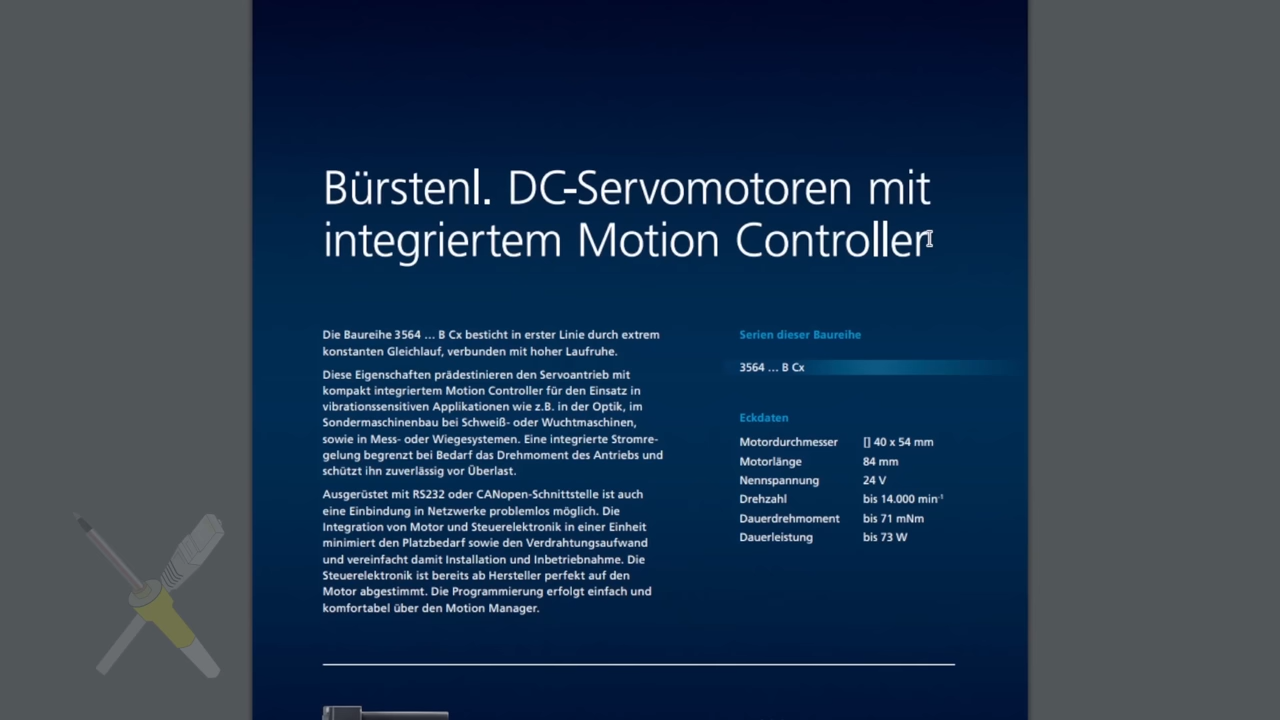 Bürstenl. DC-Servomotoren mit
integriertem Motion Controller
Die Baureihe 3564 ... B Cx besticht in erster Linie durch extrem
konstanten Gleichlauf, verbunden mit hoher Laufruhe.
Diese Eigenschaften prädestinieren den Servoantrieb mit
kompakt integriertem Motion Controller für den Einsatz in
vibrationssensitiven Applikationen wie z.B. in der Optik, im
Sondermaschinenbau bei Schweiß- oder Wuchtmaschinen,
sowie in Mess- oder Wiegesystemen. Eine integrierte Stromre-
gelung begrenzt bei Bedarf das Drehmoment des Antriebs und
schützt ihn zuverlässig vor Überlast.
Ausgerüstet mit RS232 oder CANopen-Schnittstelle ist auch
eine Einbindung in Netzwerke problemlos möglich. Die
Integration von Motor und Steuerelektronik in einer Einheit
minimiert den Platzbedarf sowie den Verdrahtungsaufwand
und vereinfacht damit Installation und Inbetriebnahme. Die
Steuerelektronik ist bereits ab Hersteller perfekt auf den
Motor abgestimmt. Die Programmierung erfolgt einfach und
komfortabel über den Motion Manager.
Serien dieser Baureihe
3564 ... B Cx
Eckdaten
Motordurchmesser [] 40 x 54 mm
Motorlänge 84 mm
Nennspannung 24 V
Drehzahl bis 14.000 min⁻¹
Dauerdrehmoment bis 71 mNm
Dauerleistung bis 73 W